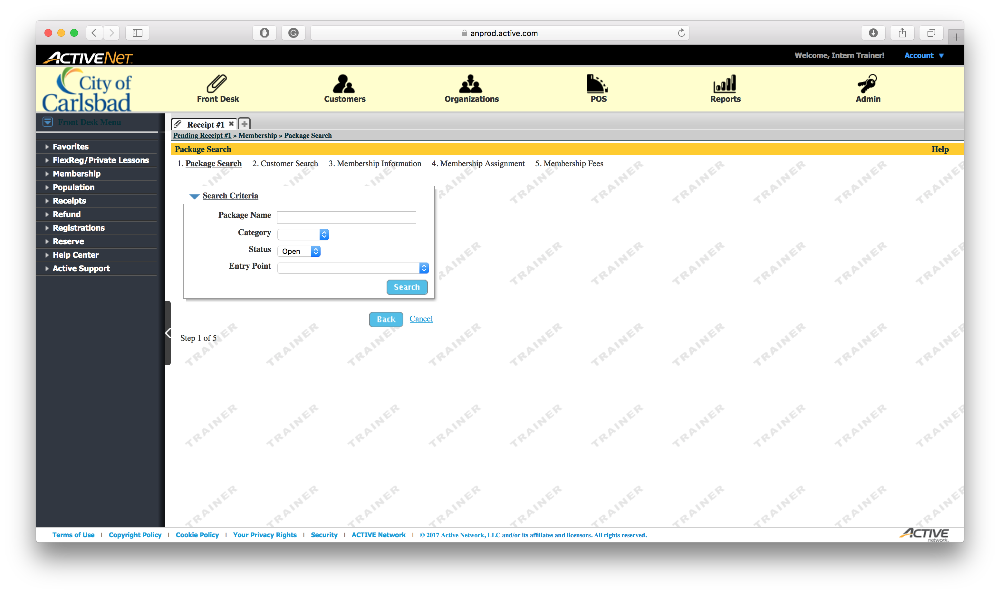 anprod.active.com
ACTIVENET
Welcome, Intern Trainer!
Account
City of
Carlsbad
Front Desk
Customers
Organizations
POS
Reports
Admin
Front Desk Menu
Favorites
FlexReg/Private Lessons
Membership
Population
Receipts
Refund
Registrations
Reserve
Help Center
Active Support
Receipt #1
Pending Receipt #1 » Membership » Package Search
Package Search
Help
1. Package Search 2. Customer Search 3. Membership Information 4. Membership Assignment 5. Membership Fees
Search Criteria
Package Name
Category
Status Open
Entry Point
Search
Back Cancel
Step 1 of 5
TRAINER
Terms of Use | Copyright Policy | Cookie Policy | Your Privacy Rights | Security | ACTIVE Network | © 2017 Active Network, LLC and/or its affiliates and licensors. All rights reserved.
ACTIVE
network.